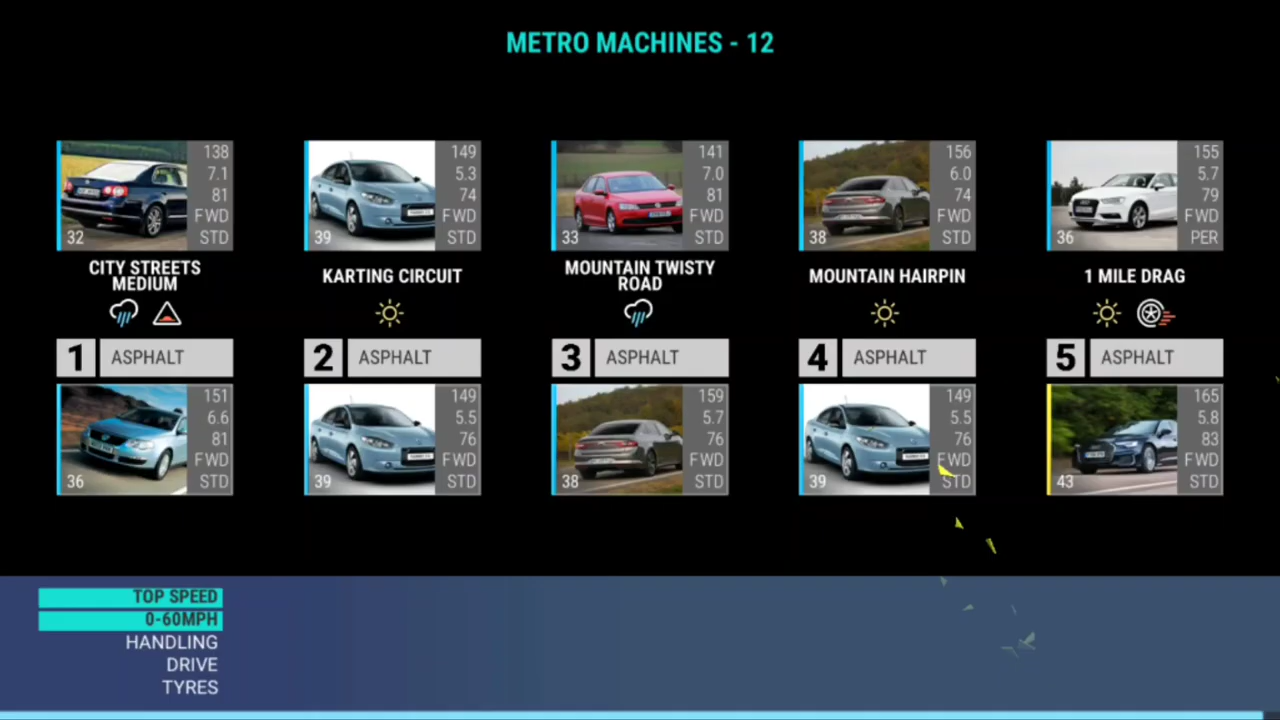 METRO MACHINES - 12
138
7.1
81
FWD
32 STD
149
5.3
74
FWD
39 STD
141
7.0
81
FWD
33 STD
156
6.0
74
FWD
38 STD
155
5.7
79
FWD
36 PER
CITY STREETS
MEDIUM
KARTING CIRCUIT
MOUNTAIN TWISTY
ROAD
MOUNTAIN HAIRPIN
1 MILE DRAG
1 ASPHALT
2 ASPHALT
3 ASPHALT
4 ASPHALT
5 ASPHALT
151
6.6
81
FWD
36 STD
149
5.5
76
FWD
39 STD
159
5.7
76
FWD
38 STD
149
5.5
76
FWD
39 STD
165
5.8
83
FWD
43 STD
TOP SPEED
0-60MPH
HANDLING
DRIVE
TYRES